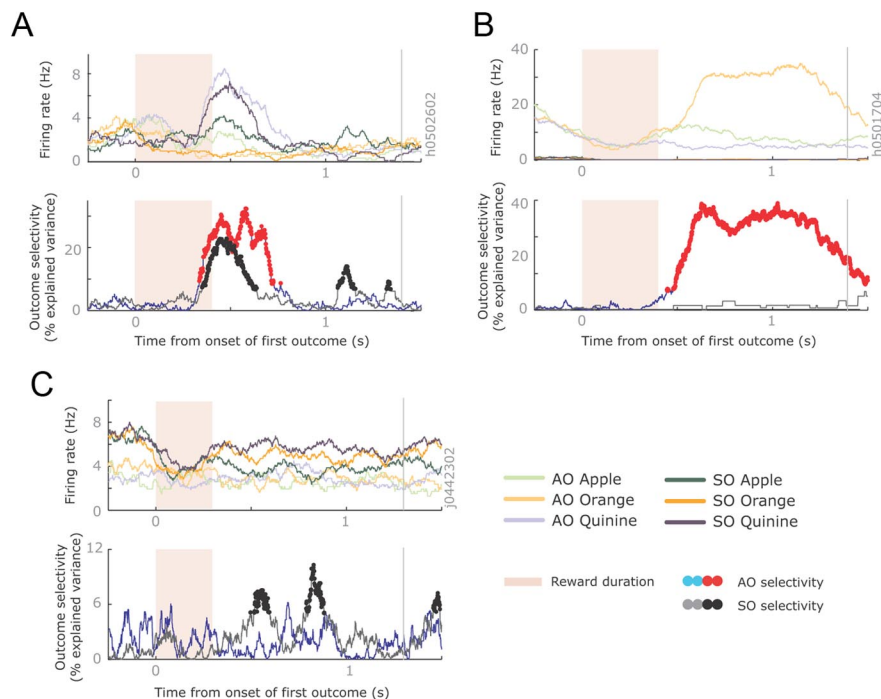 A
Firing rate (Hz)
8
4
0
0
1
h0502602
Outcome selectivity
(% explained variance)
20
0
0
1
Time from onset of first outcome (s)
B
Firing rate (Hz)
40
20
0
0
1
h0501704
Outcome selectivity
(% explained variance)
40
20
0
0
1
Time from onset of first outcome (s)
C
Firing rate (Hz)
8
4
0
0
1
j0442302
Outcome selectivity
(% explained variance)
12
6
0
0
1
Time from onset of first outcome (s)
AO Apple
AO Orange
AO Quinine
SO Apple
SO Orange
SO Quinine
Reward duration
AO selectivity
SO selectivity